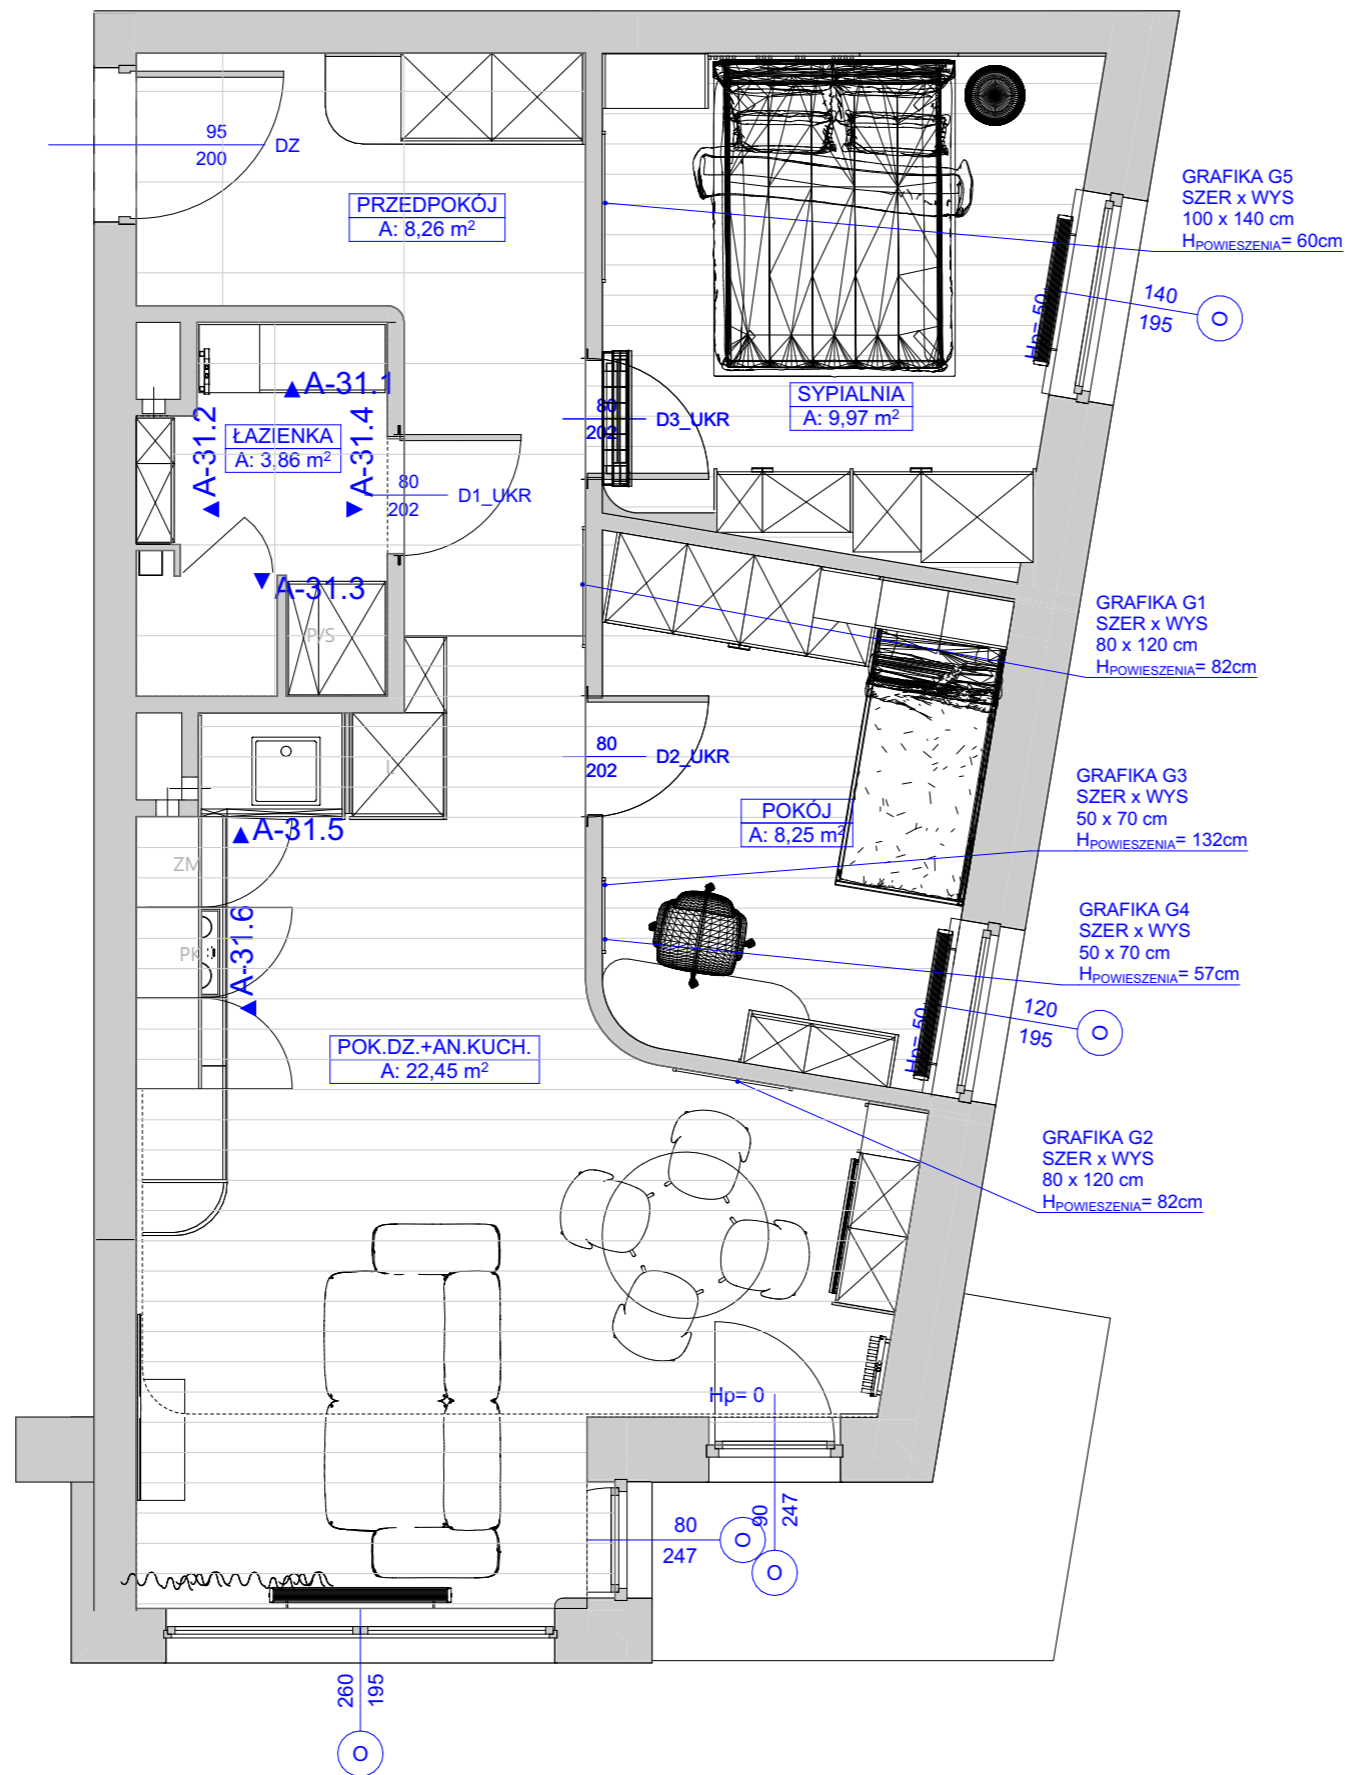 95
200
DZ
PRZEDPOKÓJ
A: 8,26 m²
GRAFIKA G5
SZER x WYS
100 x 140 cm
HPOWIESZENIA= 60cm
140
195
O
Hp= 50
SYPIALNIA
A: 9,97 m²
80
202
D3_UKR
A-31.1
A-31.2
A-31.4
ŁAZIENKA
A: 3,86 m²
80
202
D1_UKR
A-31.3
P/S
GRAFIKA G1
SZER x WYS
80 x 120 cm
HPOWIESZENIA= 82cm
80
202
D2_UKR
L
POKÓJ
A: 8,25 m²
GRAFIKA G3
SZER x WYS
50 x 70 cm
HPOWIESZENIA= 132cm
A-31.5
ZM
A-31.6
PK
GRAFIKA G4
SZER x WYS
50 x 70 cm
HPOWIESZENIA= 57cm
120
195
O
Hp= 50
POK.DZ.+AN.KUCH.
A: 22,45 m²
GRAFIKA G2
SZER x WYS
80 x 120 cm
HPOWIESZENIA= 82cm
Hp= 0
90
247
O
80
247
O
260
195
O